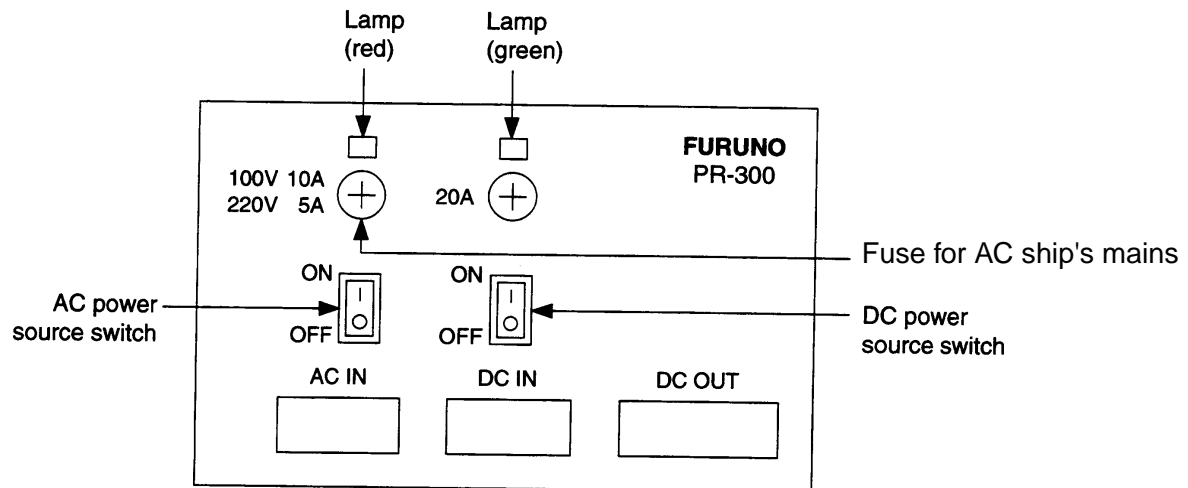 Lamp
(red)
Lamp
(green)
FURUNO
PR-300
100V 10A
220V 5A
20A
Fuse for AC ship's mains
ON
OFF
ON
OFF
AC power
source switch
DC power
source switch
AC IN
DC IN
DC OUT